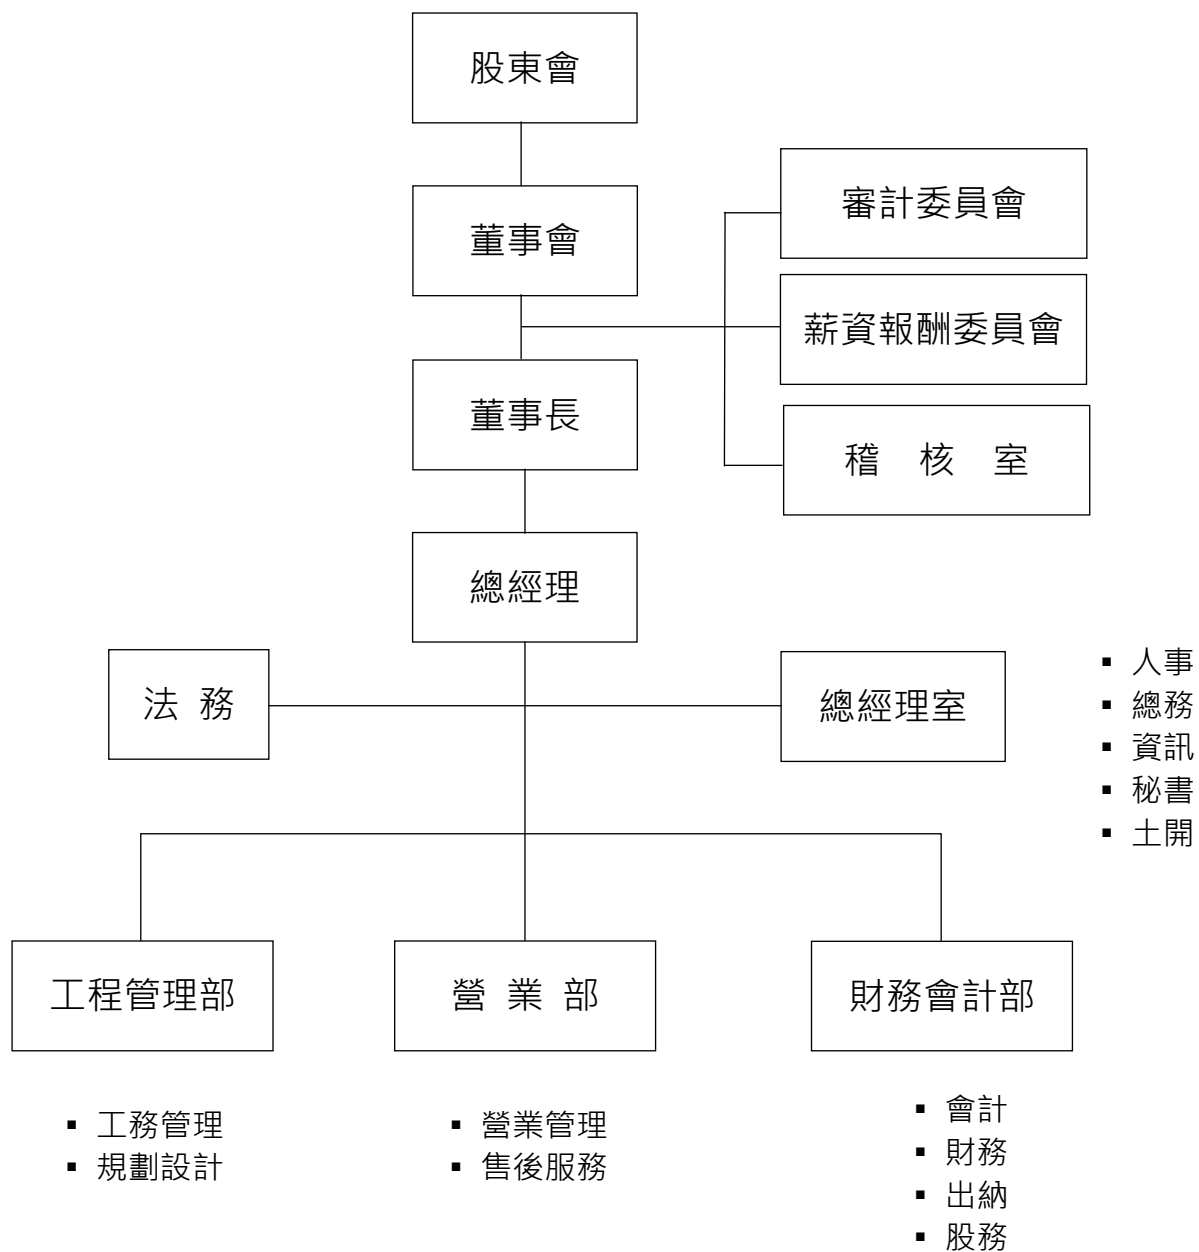 股東會
董事會
審計委員會
薪資報酬委員會
董事長
稽 核 室
總經理
法 務
總經理室
▪ 人事
▪ 總務
▪ 資訊
▪ 秘書
▪ 土開
工程管理部
▪ 工務管理
▪ 規劃設計
營 業 部
▪ 營業管理
▪ 售後服務
財務會計部
▪ 會計
▪ 財務
▪ 出納
▪ 股務